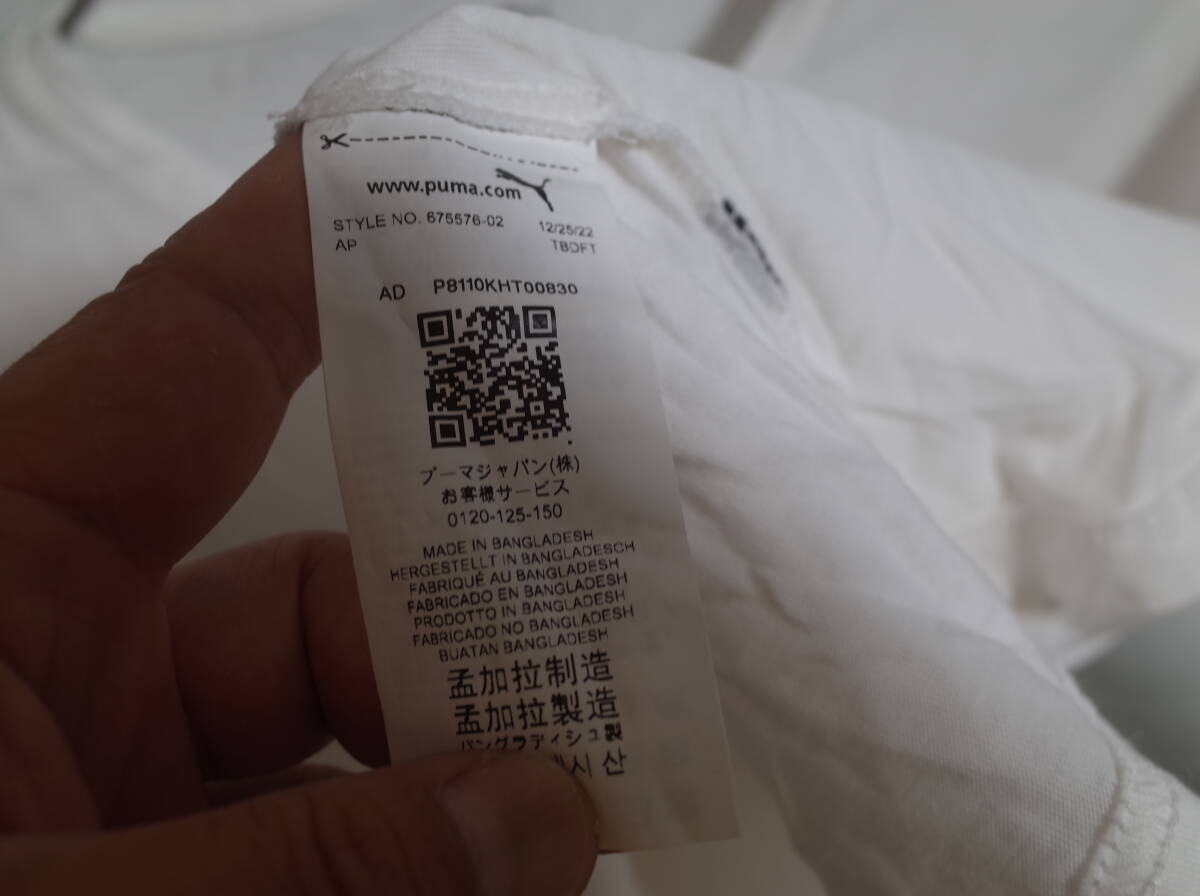 www.puma.com
STYLE NO. 675576-02 12/25/22
AP TBDFT
AD P8110KHT00830
プーマジャパン(株)
お客様サービス
0120-125-150
MADE IN BANGLADESH
HERGESTELLT IN BANGLADESCH
FABRIQUÉ AU BANGLADESH
FABRICADO EN BANGLADESH
PRODOTTO IN BANGLADESH
FABRICADO NO BANGLADESH
BUATAN BANGLADESH
孟加拉制造
孟加拉製造
バングラディシュ製
산